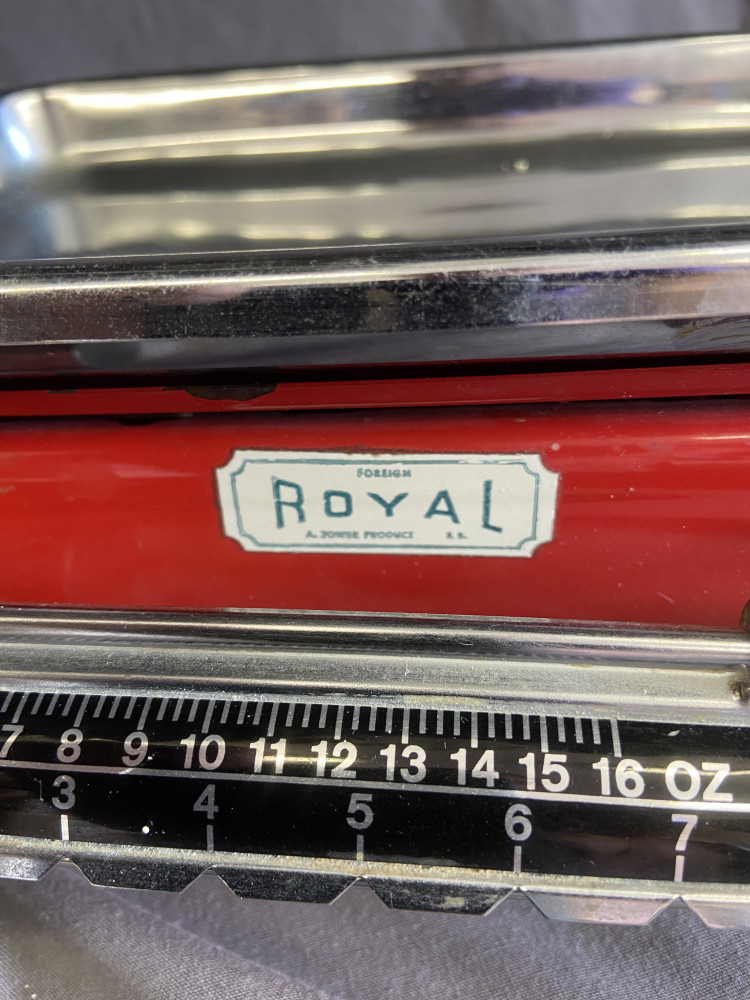 FOREIGN
ROYAL
A. POWER PRODUCT
7 8 9 10 11 12 13 14 15 16 OZ
3 4 5 6 7